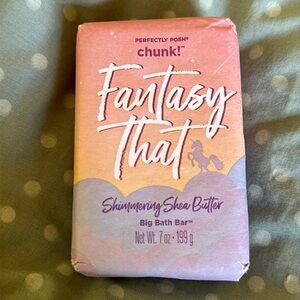 PERFECTLY POSH®
chunk!™
Fantasy
That
Shimmering Shea Butter
Big Bath Bar™
Net Wt. 7 oz • 199 g